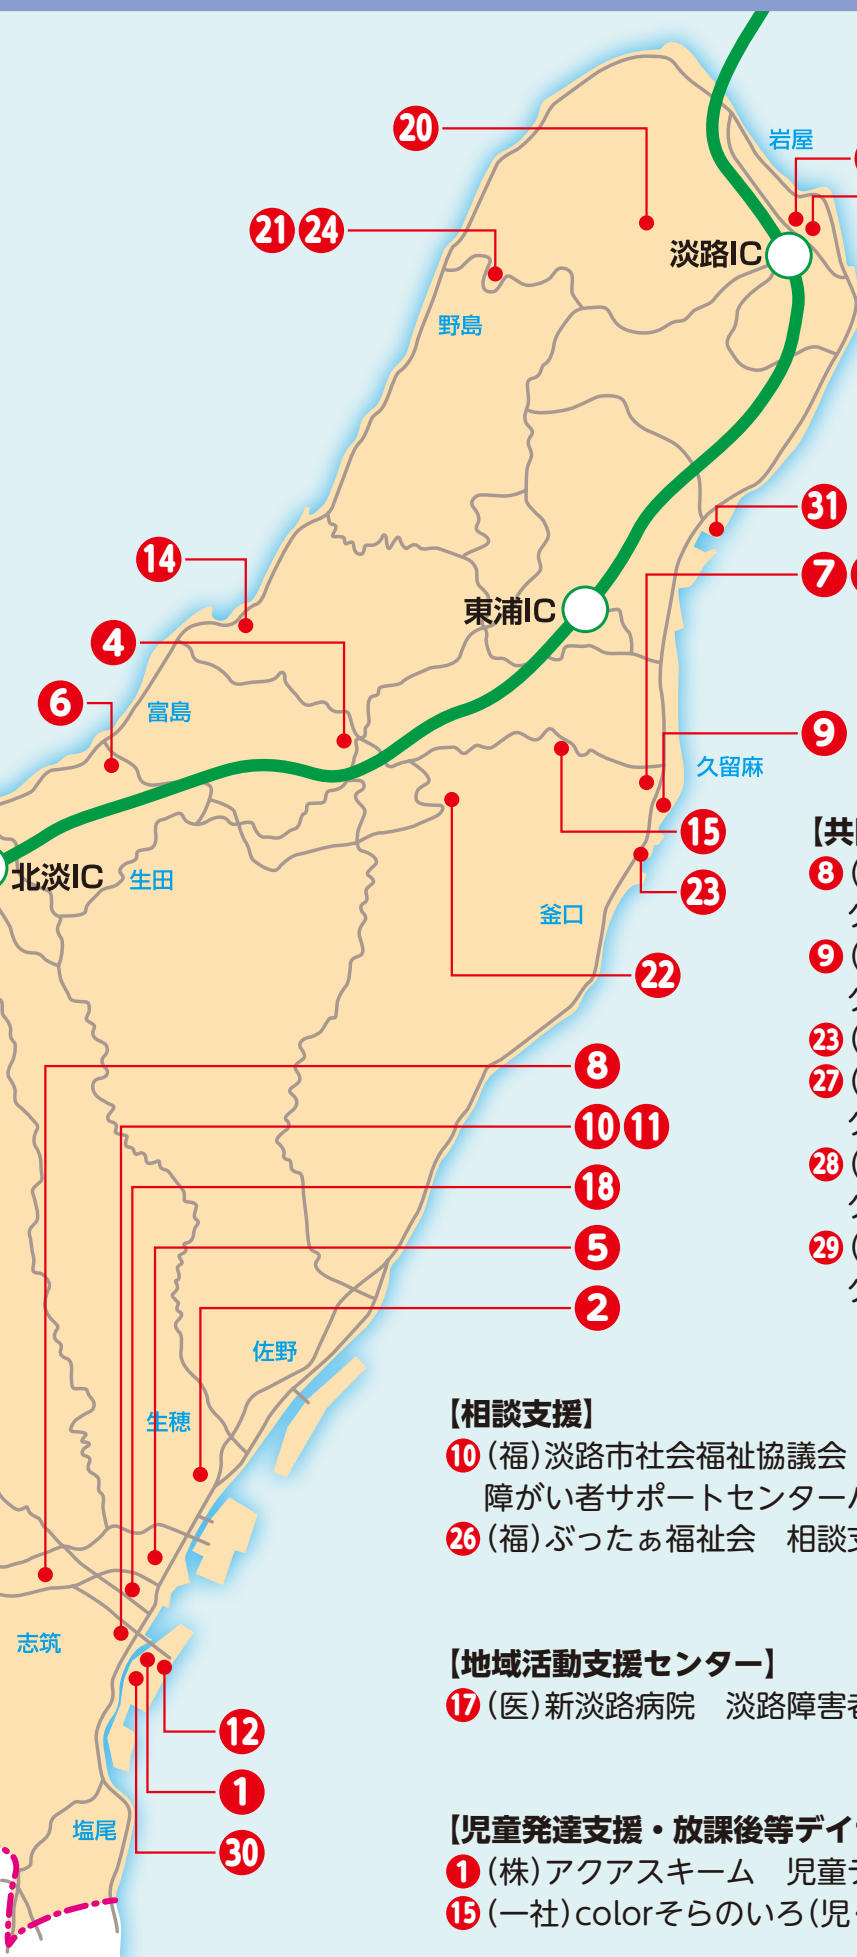 20
岩屋
21 24
淡路IC
野島
31
14
7
東浦IC
4
6
富島
9
久留麻
15
北淡IC
生田
23
釜口
22
8
10 11
18
5
2
佐野
生穂
志筑
12
1
30
塩尾
【共
8 (
9 (
23 (
27 (
28 (
29 (
【相談支援】
10 (福)淡路市社会福祉協議会
障がい者サポートセンター
26 (福)ぶったぁ福祉会　相談支
【地域活動支援センター】
17 (医)新淡路病院　淡路障害者
【児童発達支援・放課後等デイ
1 (株)アクアスキーム　児童デ
15 (一社)colorそらのいろ(児